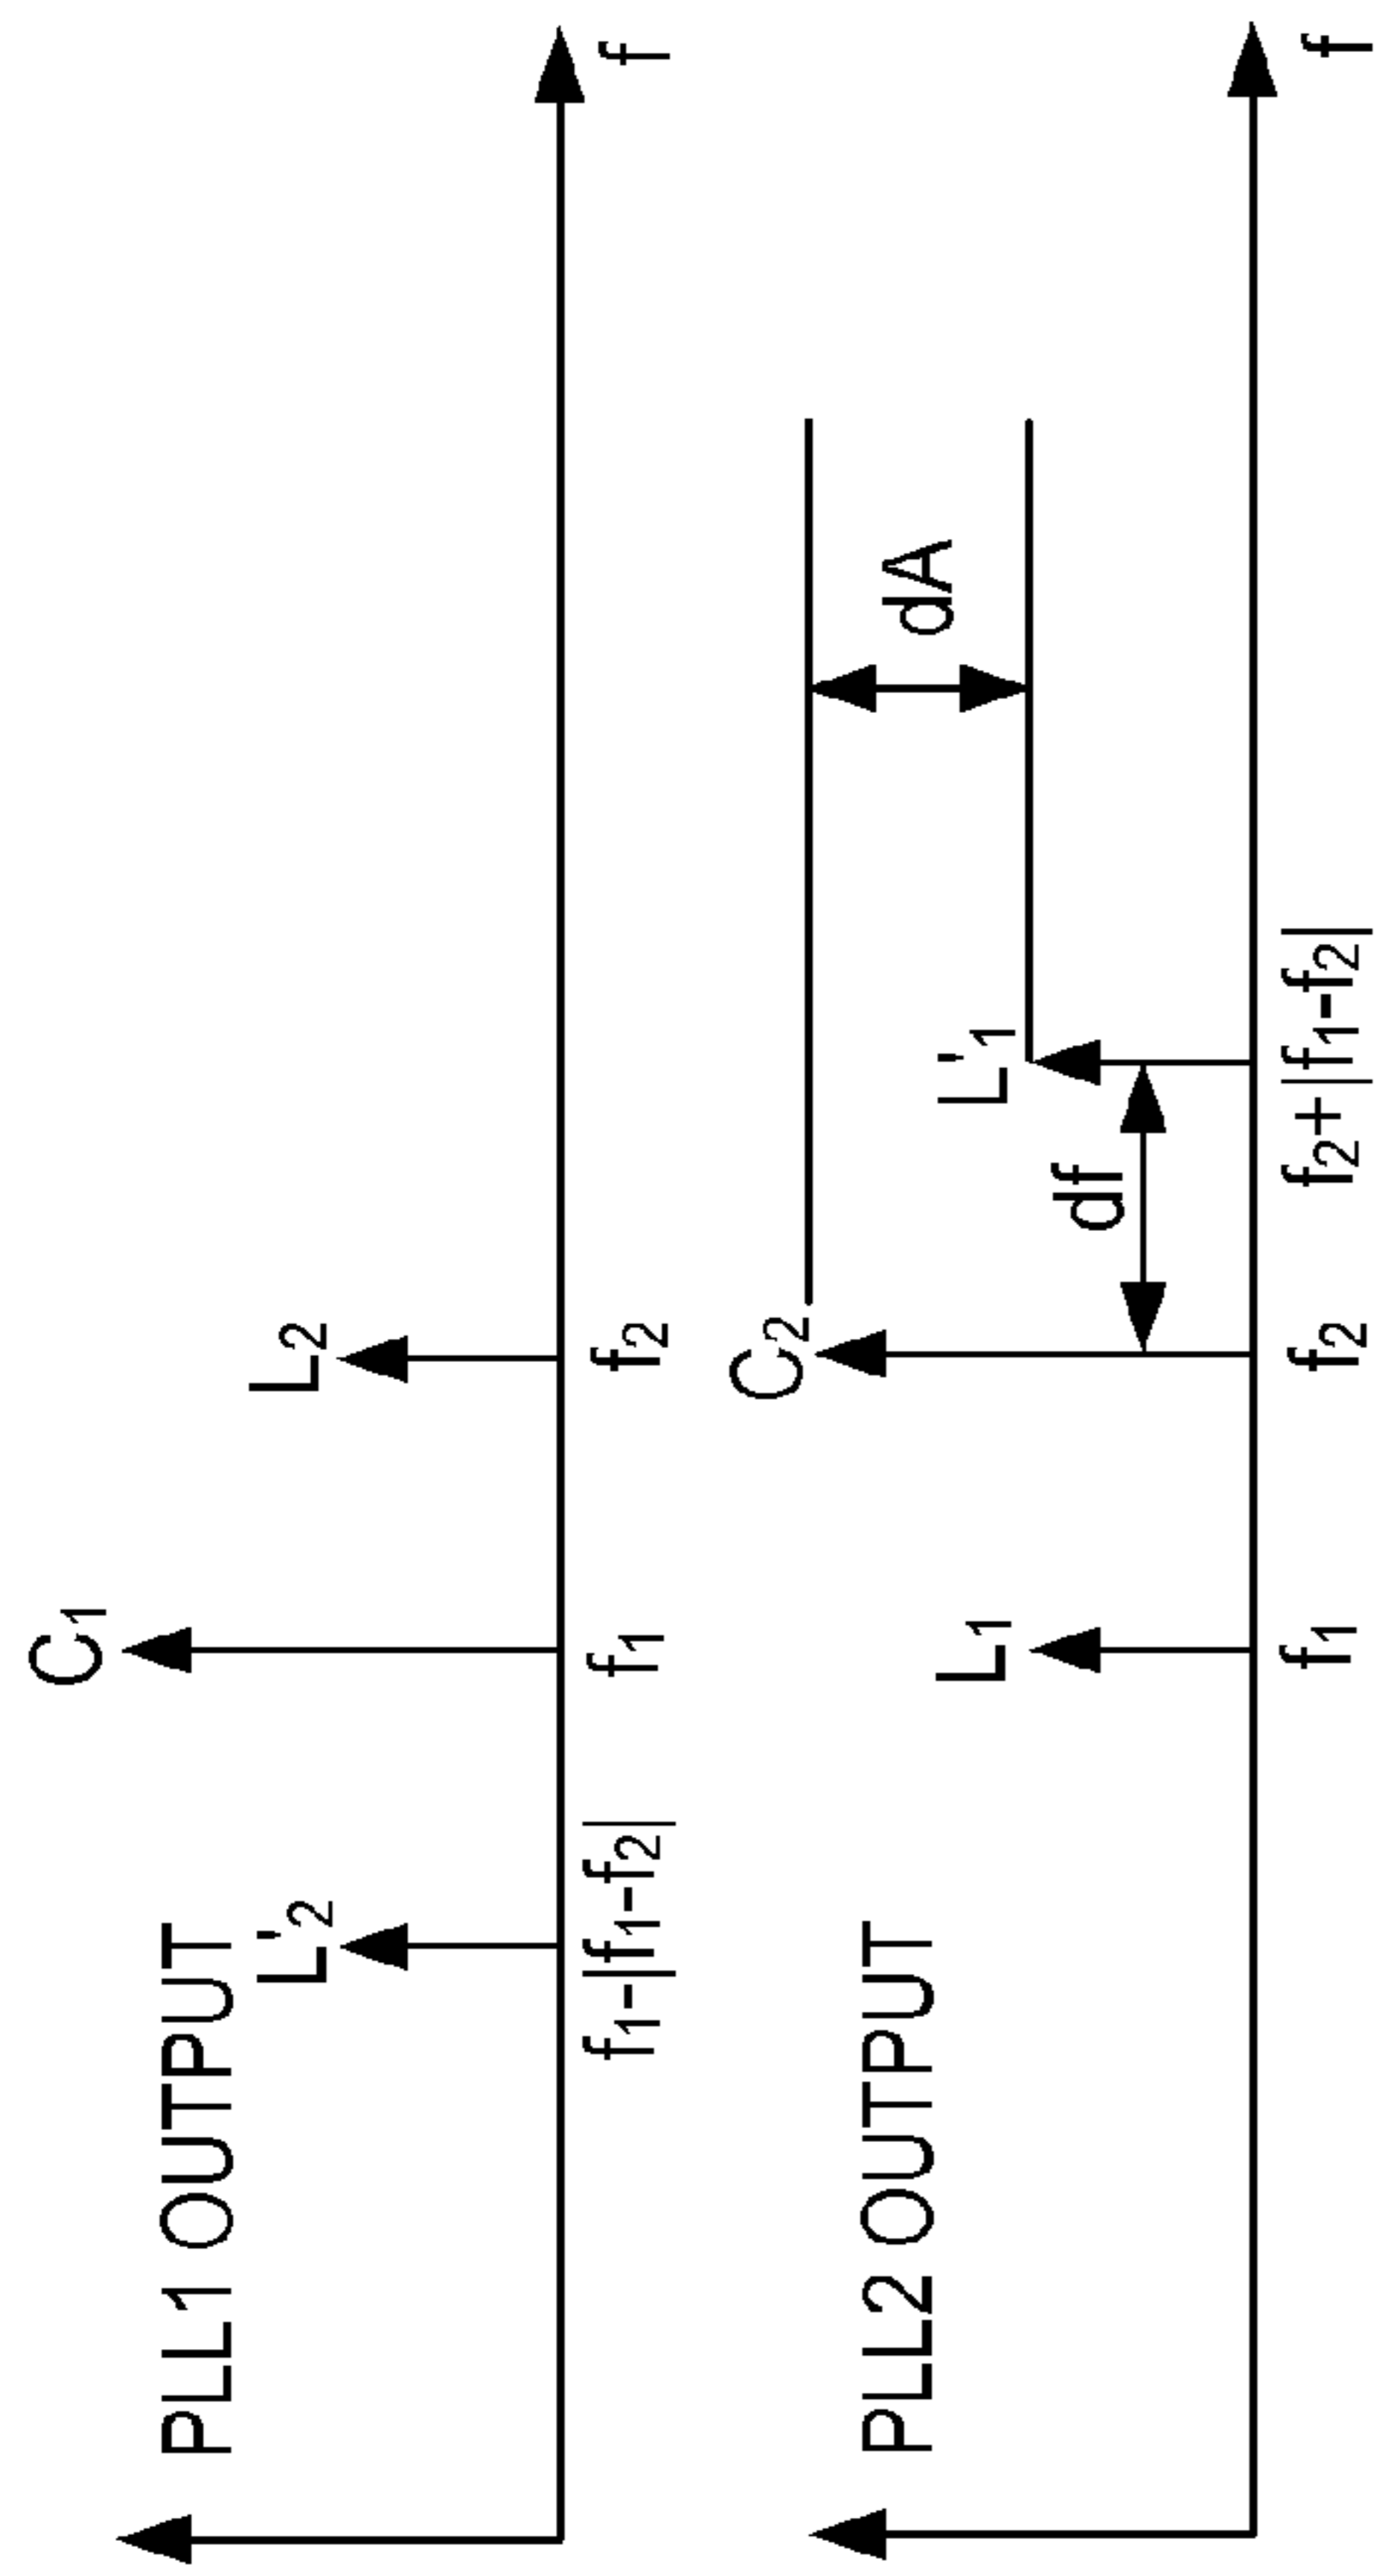 PLL1 OUTPUT
C₁
L'₂
L₂
f₁-|f₁-f₂|
f₁
f₂
f
PLL2 OUTPUT
C₂
dA
L₁
L'₁
df
f₁
f₂
f₂+|f₁-f₂|
f